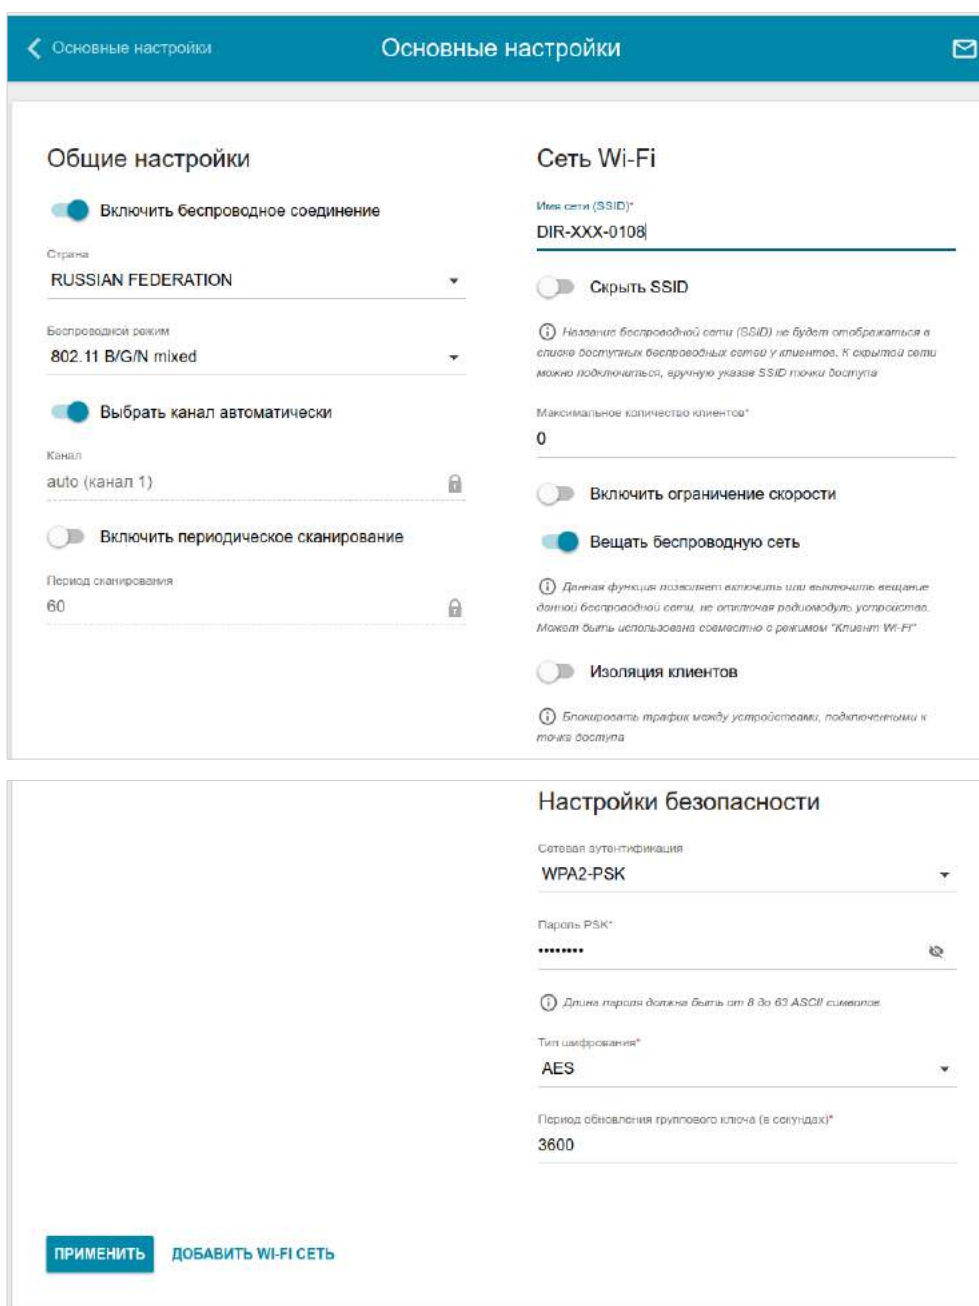 Основные настройки
Основные настройки
Общие настройки
Включить беспроводное соединение
Страна
RUSSIAN FEDERATION
Беспроводной режим
802.11 B/G/N mixed
Выбрать канал автоматически
Канал
auto (канал 1)
Включить периодическое сканирование
Период сканирования
60
Сеть Wi-Fi
Имя сети (SSID)*
DIR-XXX-0108
Скрыть SSID
Название беспроводной сети (SSID) не будет отображаться в
списке доступных беспроводных сетей у клиентов. К скрытой сети
можно подключиться, вручную указав SSID точки доступа
Максимальное количество клиентов*
0
Включить ограничение скорости
Вещать беспроводную сеть
Данная функция позволяет включить или выключить вещание
данной беспроводной сети, не отключая радиомодуль устройства.
Может быть использована совместно с режимом "Клиент Wi-Fi"
Изоляция клиентов
Блокировать трафик между устройствами, подключенными к
точке доступа
Настройки безопасности
Сетевая аутентификация
WPA2-PSK
Пароль PSK*
••••••••
Длина пароля должна быть от 8 до 63 ASCII символов
Тип шифрования*
AES
Период обновления группового ключа (в секундах)*
3600
ПРИМЕНИТЬ ДОБАВИТЬ WI-FI СЕТЬ